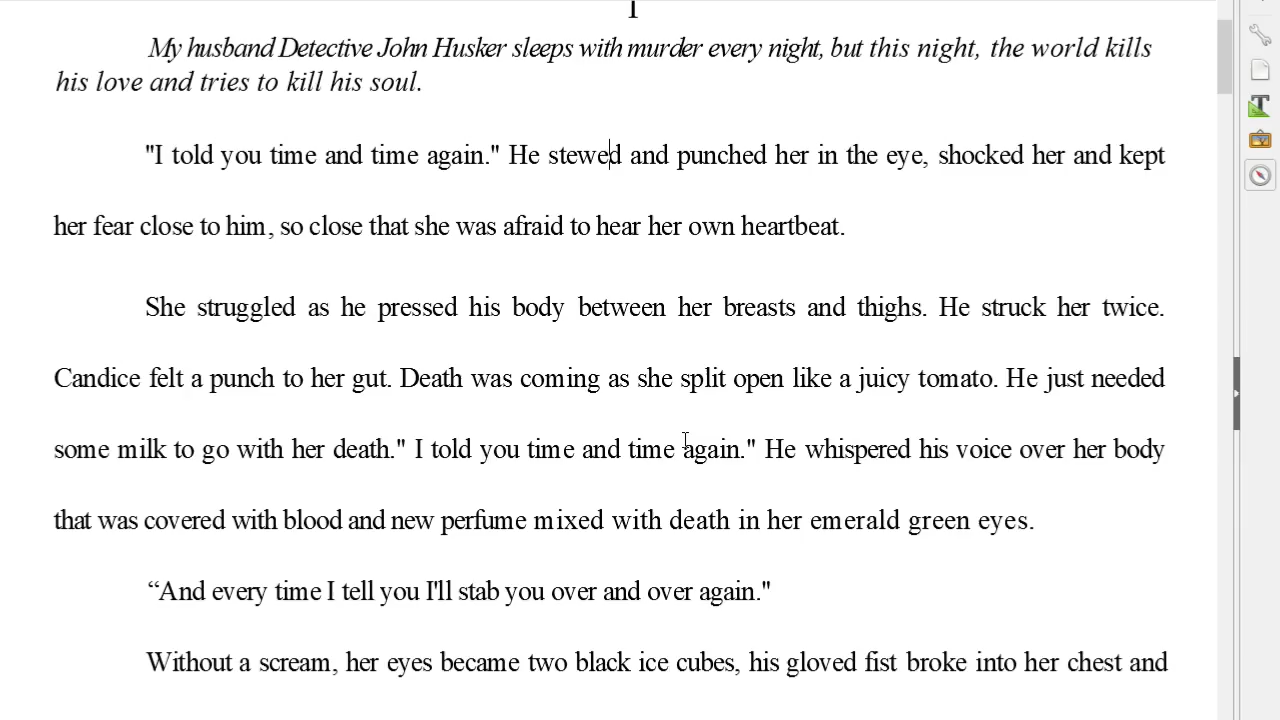 1
My husband Detective John Husker sleeps with murder every night, but this night, the world kills
his love and tries to kill his soul.
"I told you time and time again." He stewed and punched her in the eye, shocked her and kept
her fear close to him, so close that she was afraid to hear her own heartbeat.
She struggled as he pressed his body between her breasts and thighs. He struck her twice.
Candice felt a punch to her gut. Death was coming as she split open like a juicy tomato. He just needed
some milk to go with her death." I told you time and time again." He whispered his voice over her body
that was covered with blood and new perfume mixed with death in her emerald green eyes.
“And every time I tell you I'll stab you over and over again."
Without a scream, her eyes became two black ice cubes, his gloved fist broke into her chest and